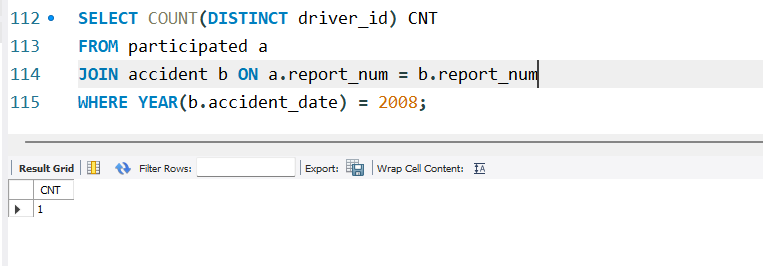 112 SELECT COUNT(DISTINCT driver_id) CNT
113 FROM participated a
114 JOIN accident b ON a.report_num = b.report_num
115 WHERE YEAR(b.accident_date) = 2008;
Result Grid Filter Rows: Export: Wrap Cell Content: IA
CNT
1